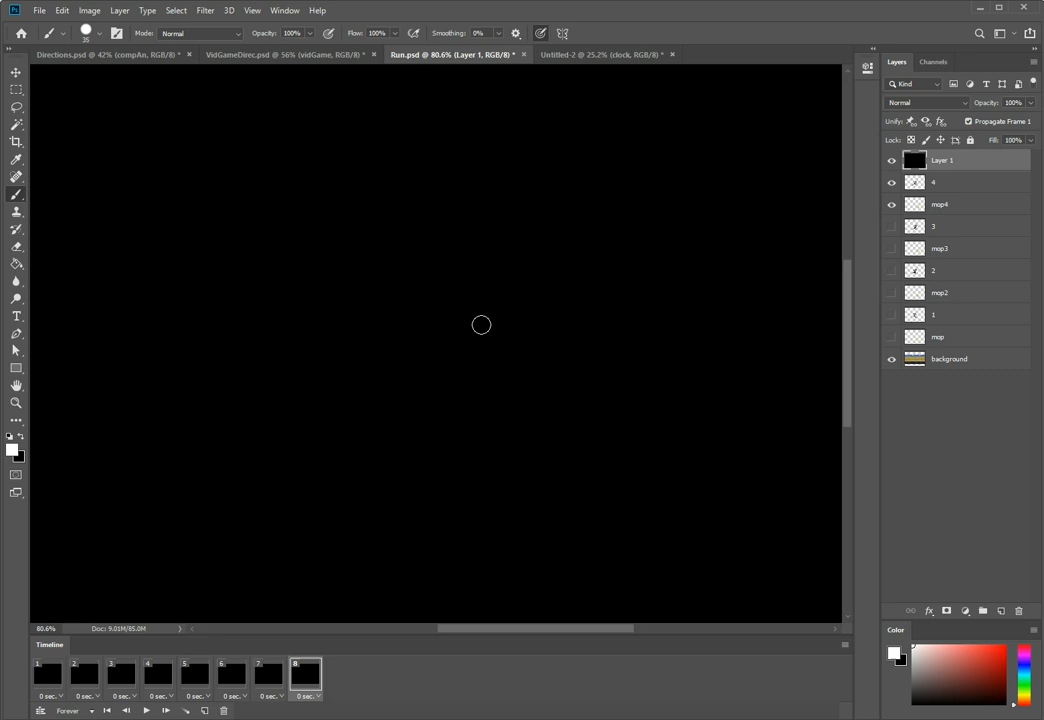 Ps File Edit Image Layer Type Select Filter 3D View Window Help
35 Mode: Normal Opacity: 100% Flow: 100% Smoothing: 0%
Directions.psd @ 42% (compAn, RGB/8) * VidGameDirec.psd @ 56% (vidGame, RGB/8) * Run.psd @ 80.6% (Layer 1, RGB/8) * Untitled-2 @ 25.2% (clock, RGB/8) *
Layers Channels
Kind
Normal Opacity: 100%
Unify: Propagate Frame 1
Lock: Fill: 100%
Layer 1
4
mop4
3
mop3
2
mop2
1
mop
background
fx
80.6% Doc: 9.01M/85.0M
Color
Timeline
1 2 3 4 5 6 7 8
0 sec. 0 sec. 0 sec. 0 sec. 0 sec. 0 sec. 0 sec. 0 sec.
Forever